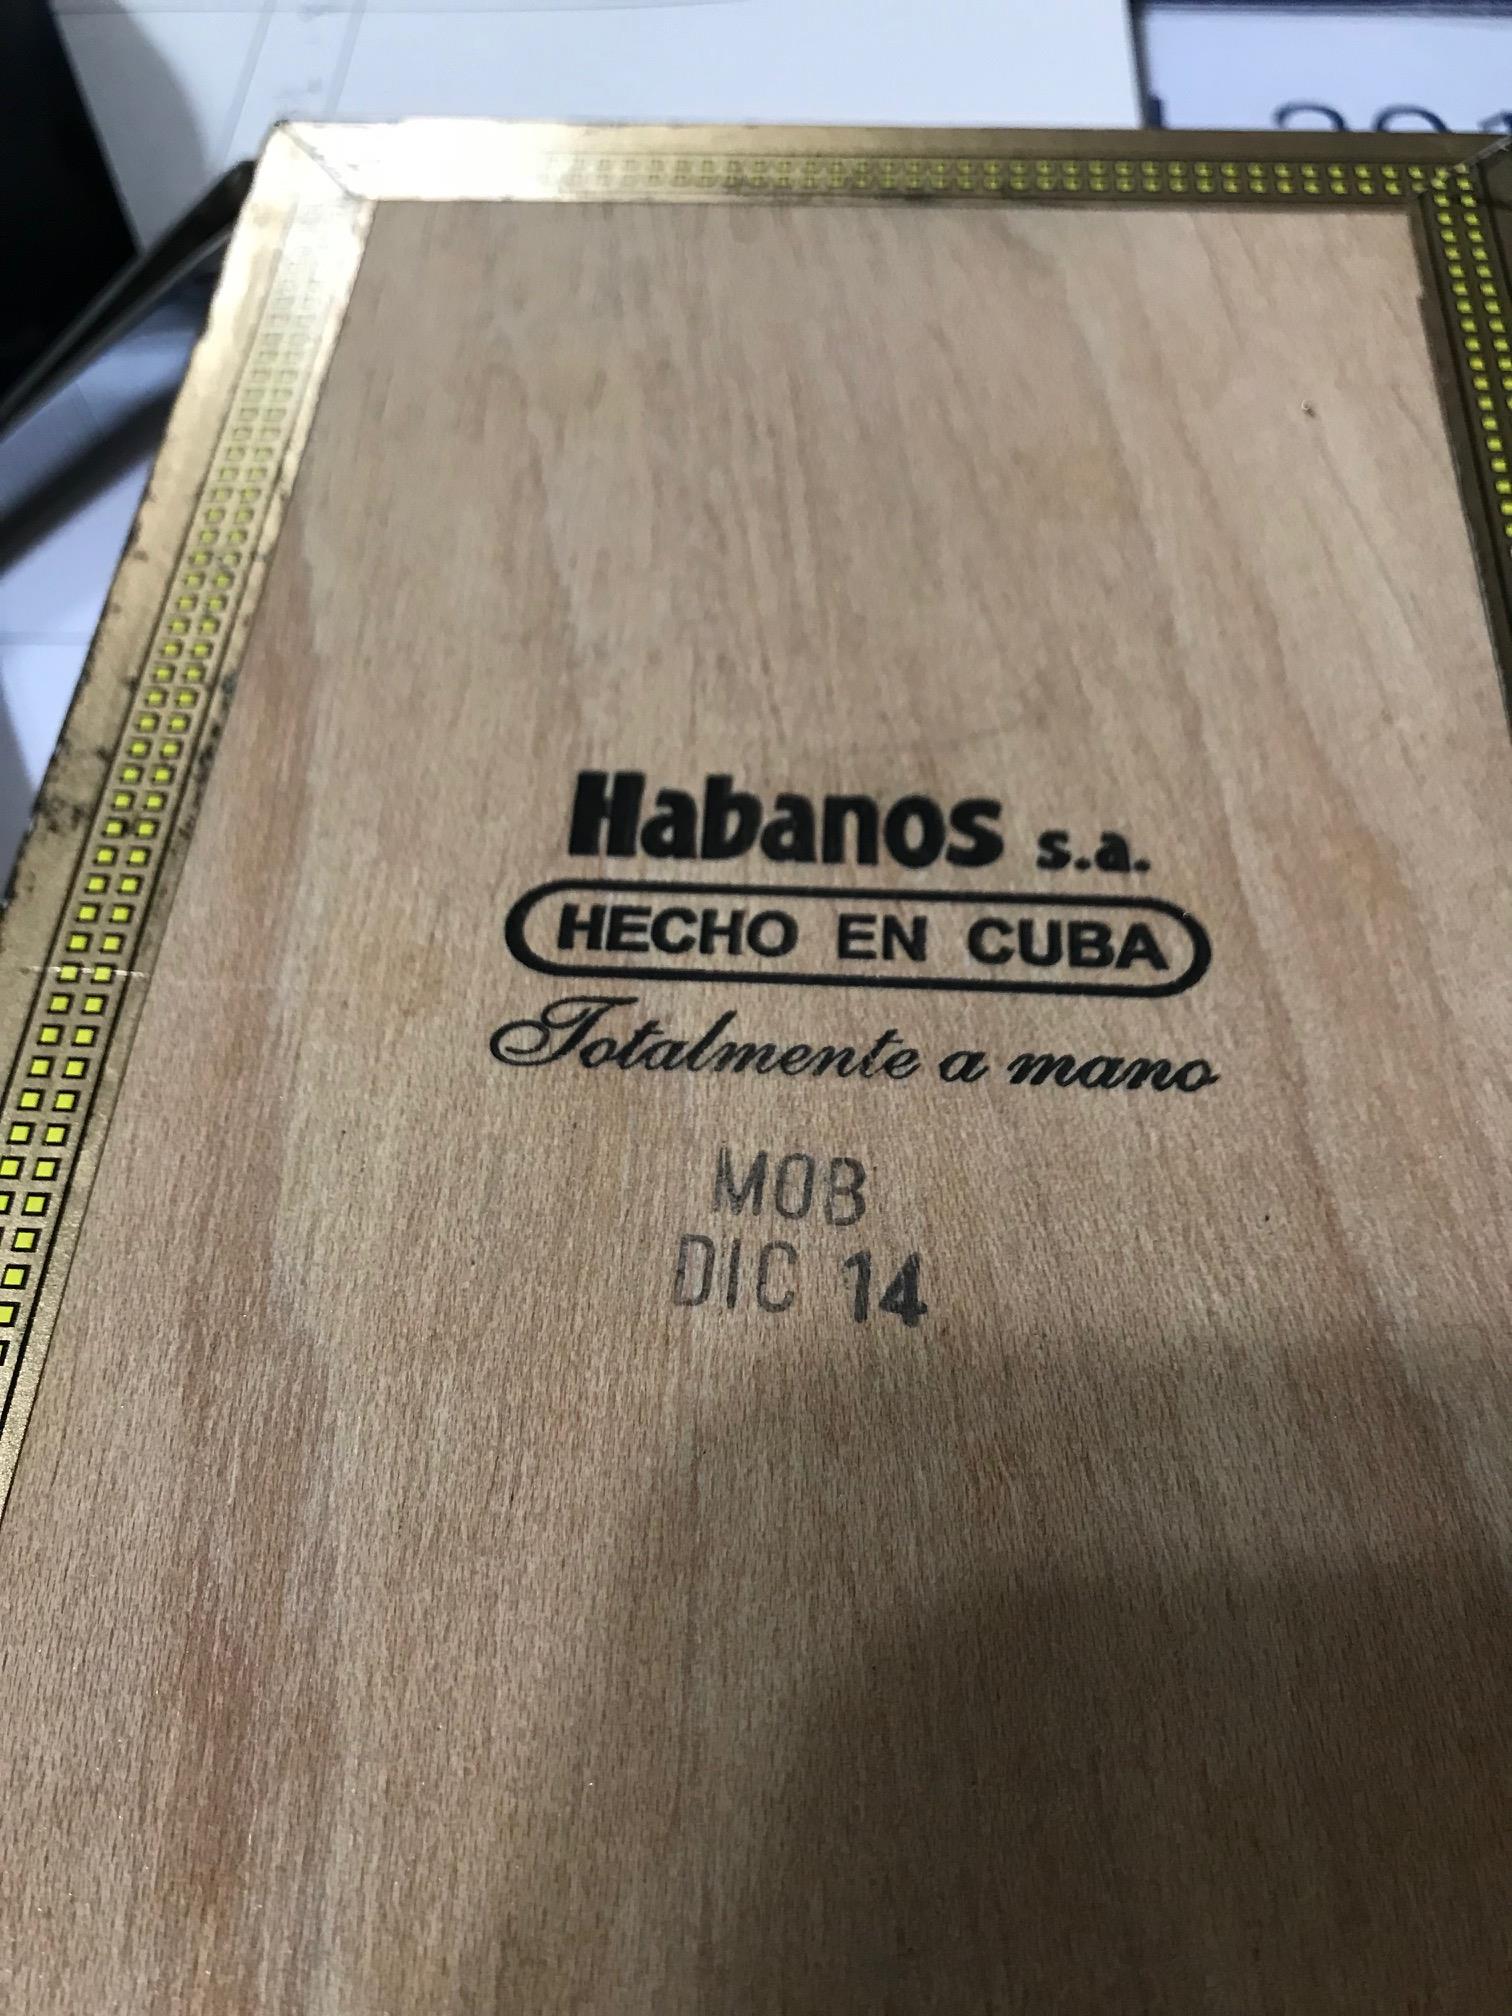 Habanos s.a.
HECHO EN CUBA
Totalmente a mano
MOB
DIC 14